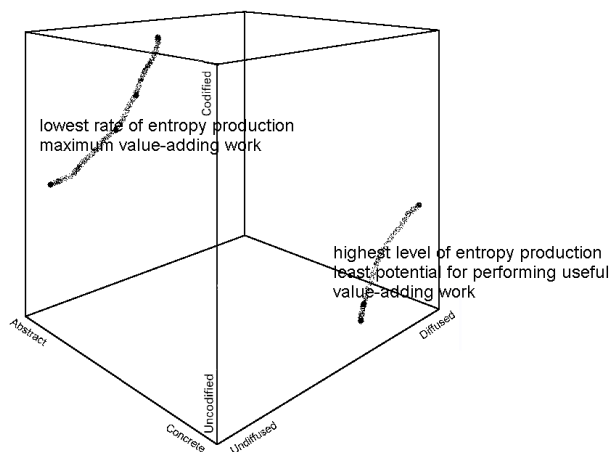 Codified
lowest rate of entropy production
maximum value-adding work
highest level of entropy production
least potential for performing useful
value-adding work
Abstract
Diffused
Uncodified
Concrete
Undiffused